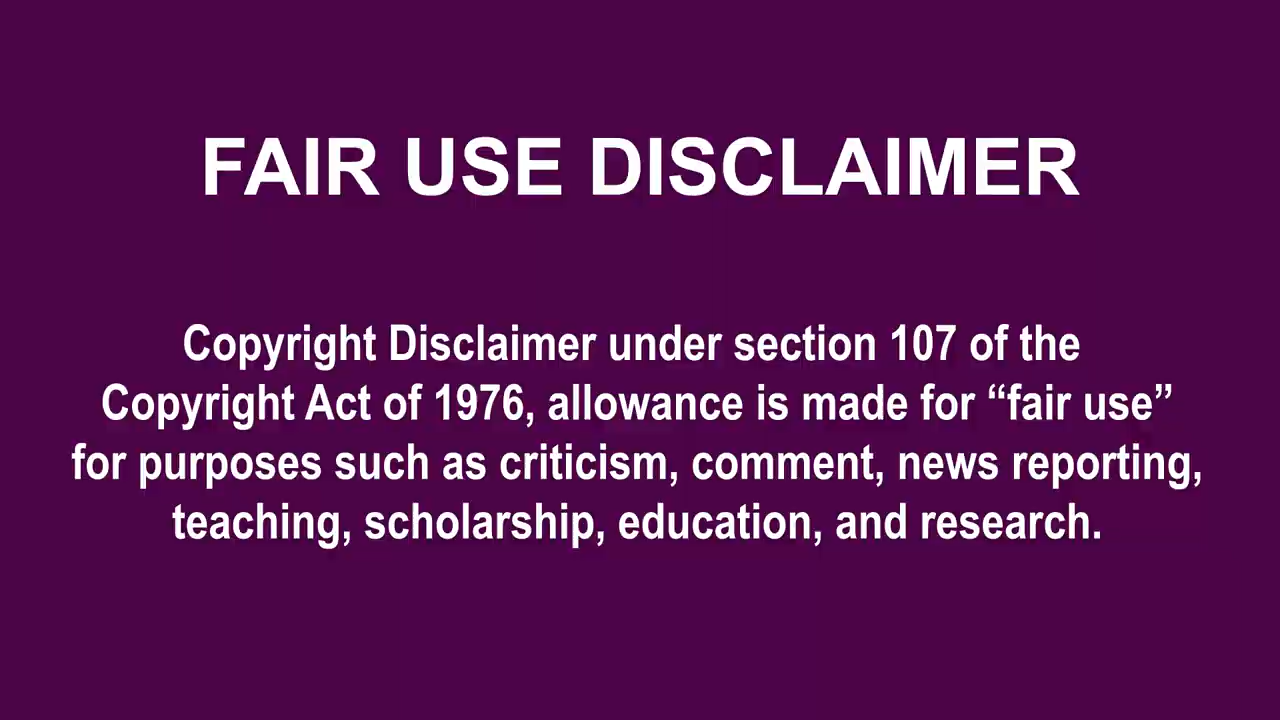 FAIR USE DISCLAIMER
Copyright Disclaimer under section 107 of the
Copyright Act of 1976, allowance is made for “fair use”
for purposes such as criticism, comment, news reporting,
teaching, scholarship, education, and research.